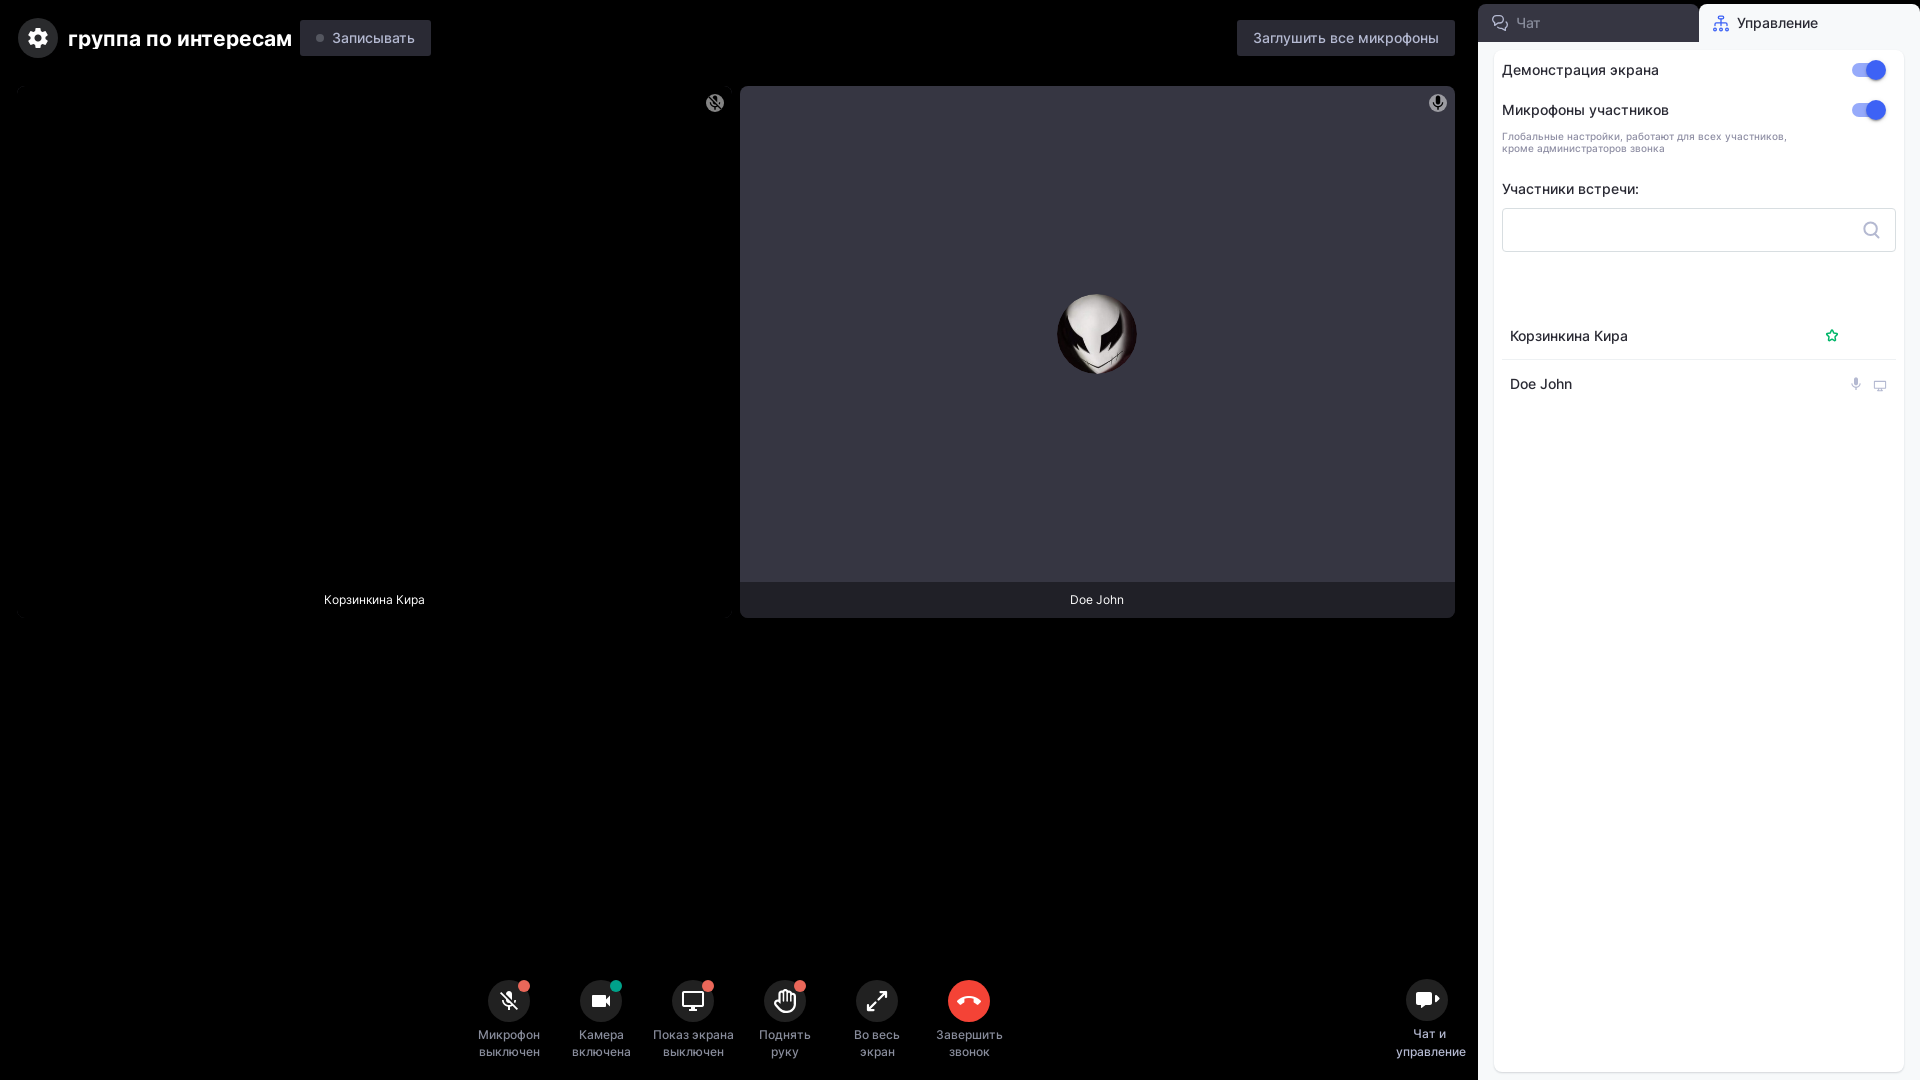 группа по интересам
Записывать
Заглушить все микрофоны
Чат
Управление
Демонстрация экрана
Микрофоны участников
Глобальные настройки, работают для всех участников,
кроме администраторов звонка
Участники встречи:
Корзинкина Кира
Doe John
Корзинкина Кира
Doe John
Микрофон
выключен
Камера
включена
Показ экрана
выключен
Поднять
руку
Во весь
экран
Завершить
звонок
Чат и
управление